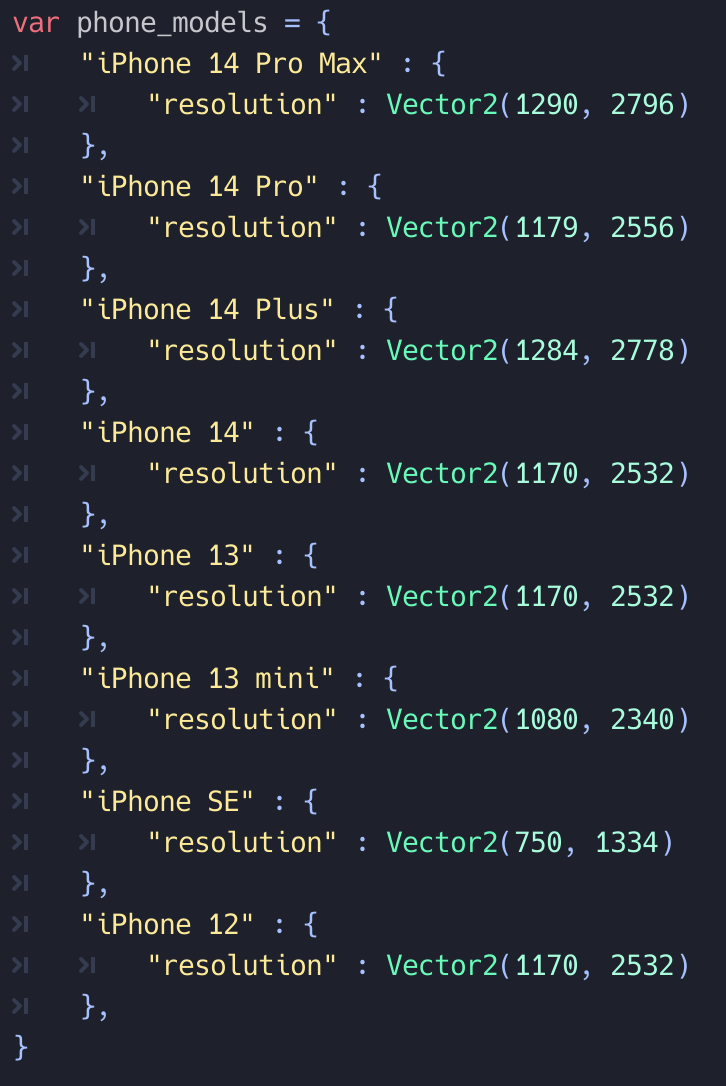 var phone_models = {
	"iPhone 14 Pro Max" : {
		"resolution" : Vector2(1290, 2796)
	},
	"iPhone 14 Pro" : {
		"resolution" : Vector2(1179, 2556)
	},
	"iPhone 14 Plus" : {
		"resolution" : Vector2(1284, 2778)
	},
	"iPhone 14" : {
		"resolution" : Vector2(1170, 2532)
	},
	"iPhone 13" : {
		"resolution" : Vector2(1170, 2532)
	},
	"iPhone 13 mini" : {
		"resolution" : Vector2(1080, 2340)
	},
	"iPhone SE" : {
		"resolution" : Vector2(750, 1334)
	},
	"iPhone 12" : {
		"resolution" : Vector2(1170, 2532)
	},
}